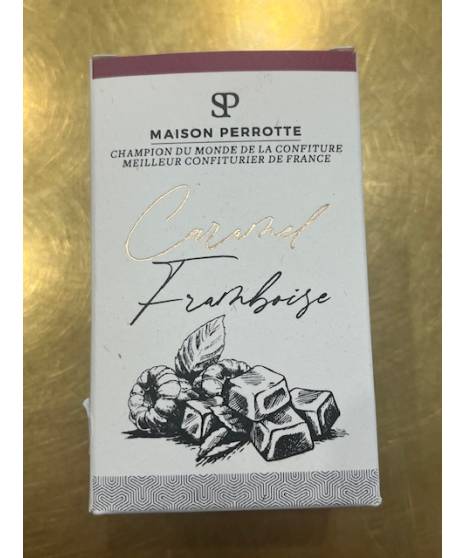 SP
MAISON PERROTTE
CHAMPION DU MONDE DE LA CONFITURE
MEILLEUR CONFITURIER DE FRANCE
Caramel
Framboise